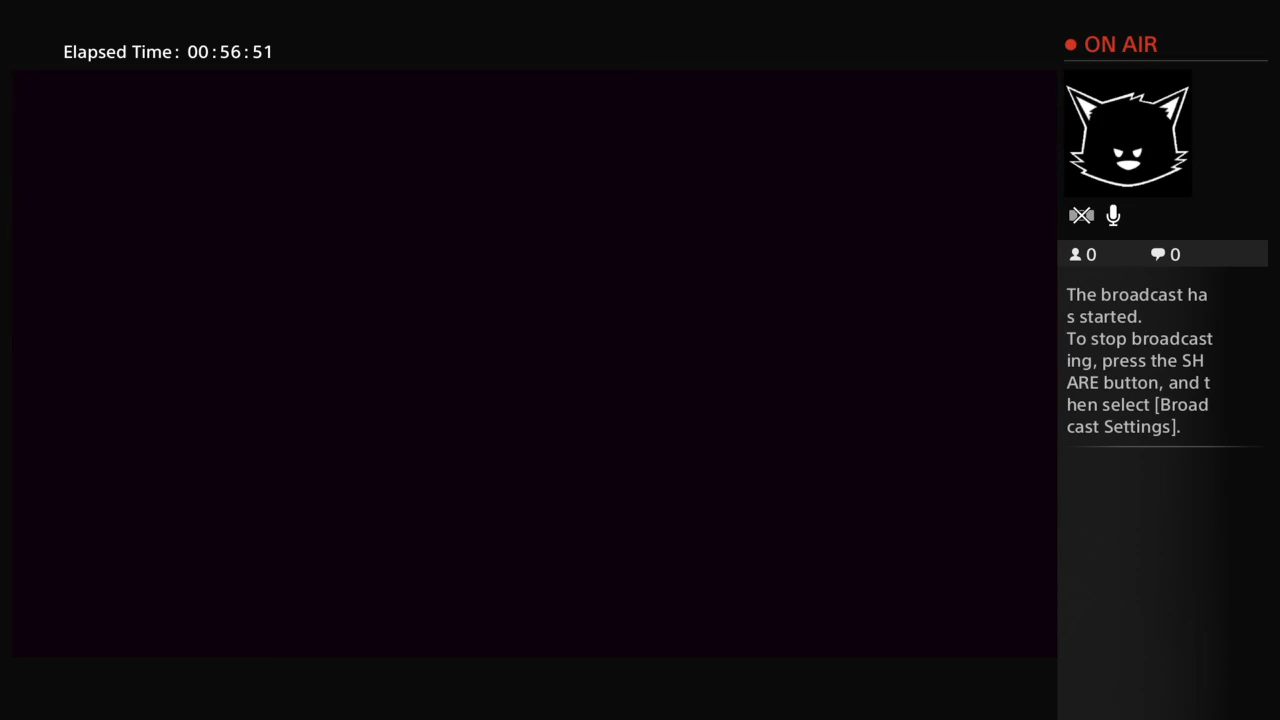 Elapsed Time: 00:56:51
ON AIR
0 0
The broadcast ha
s started.
To stop broadcast
ing, press the SH
ARE button, and t
hen select [Broad
cast Settings].